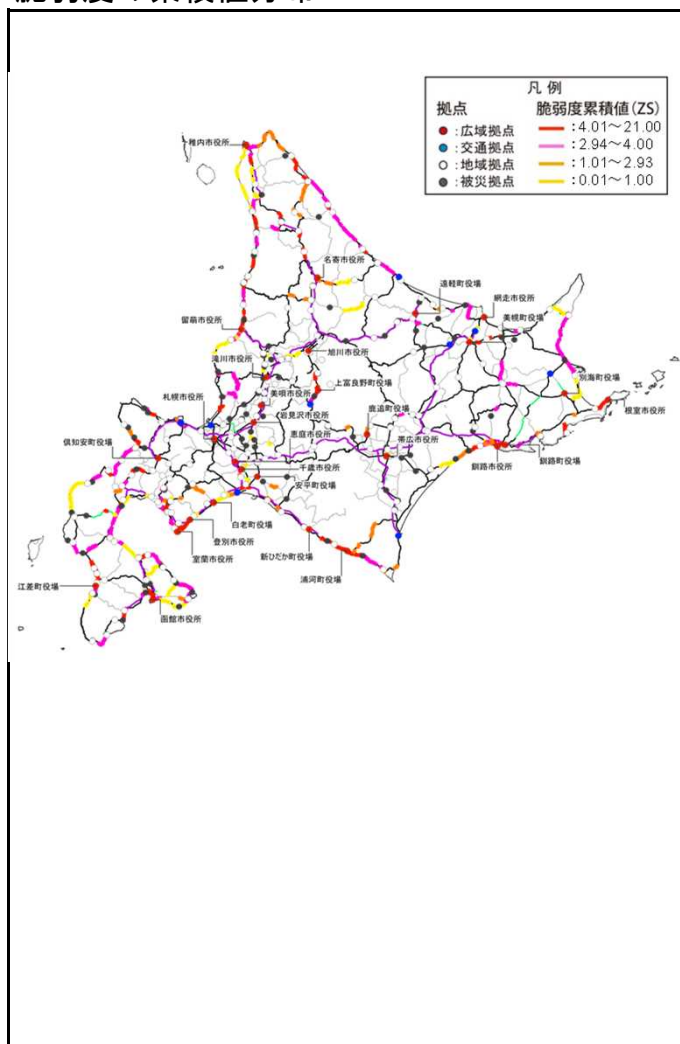 凡 例
拠点 脆弱度累積値(ZS)
:広域拠点 :4.01～21.00
:交通拠点 :2.94～4.00
:地域拠点 :1.01～2.93
:被災拠点 :0.01～1.00
稚内市役所
名寄市役所
遠軽町役場
網走市役所
美幌町役場
留萌市役所
旭川市役所
滝川市役所
上富良野町役場
別海町役場
美唄市役所
札幌市役所
岩見沢市役所
鹿追町役場
根室市役所
恵庭市役所
帯広市役所
倶知安町役場
千歳市役所
釧路市役所
釧路町役場
安平町役場
白老町役場
登別市役所
新ひだか町役場
室蘭市役所
浦河町役場
江差町役場
函館市役所